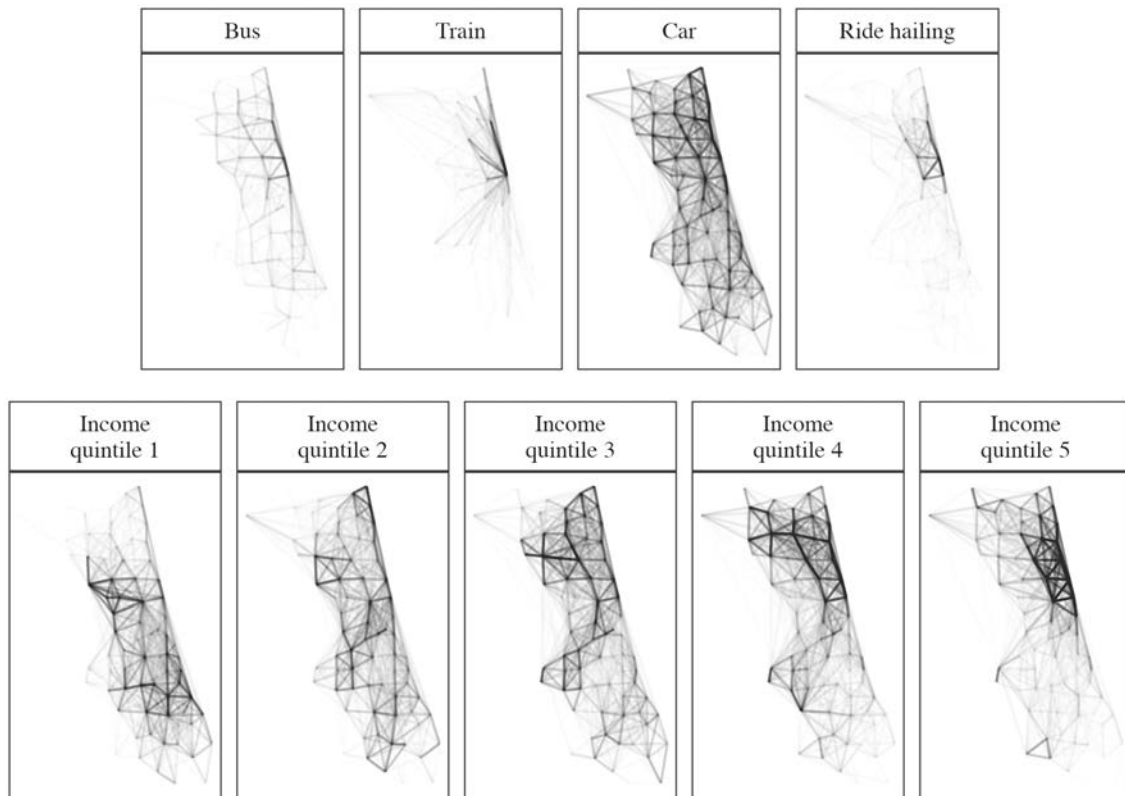 Bus
Train
Car
Ride hailing
Income
quintile 1
Income
quintile 2
Income
quintile 3
Income
quintile 4
Income
quintile 5